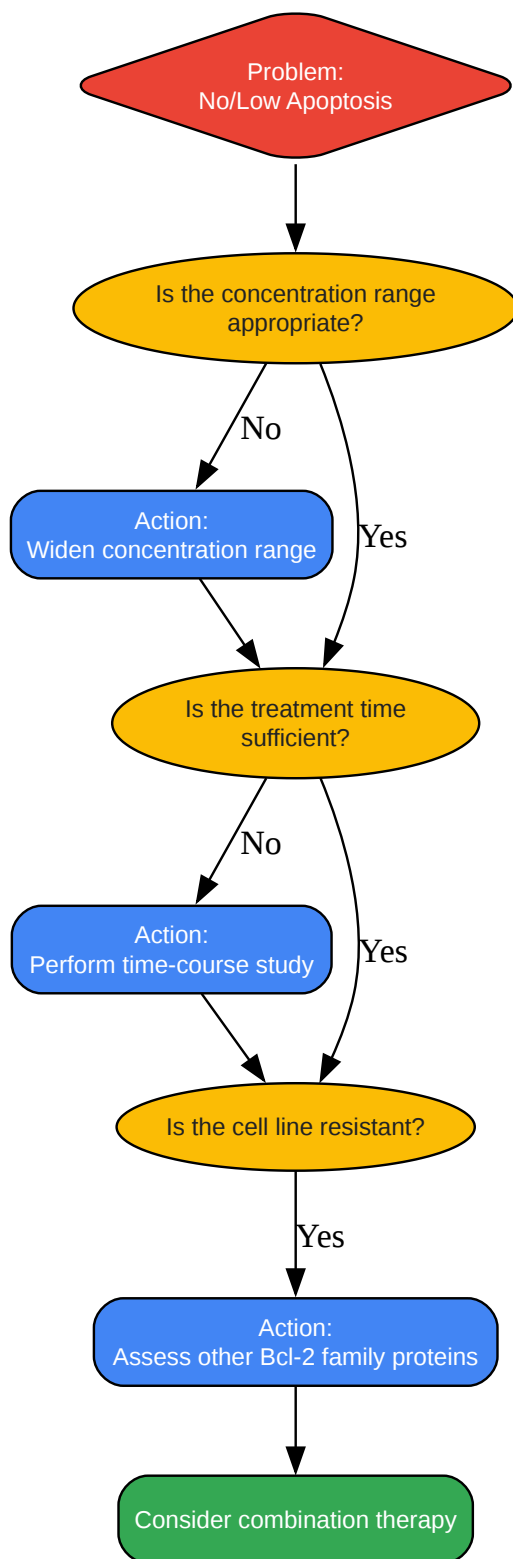 Problem:
No/Low Apoptosis
Is the concentration range
appropriate?
No
Action:
Widen concentration range
Yes
Is the treatment time
sufficient?
No
Action:
Perform time-course study
Yes
Is the cell line resistant?
Yes
Action:
Assess other Bcl-2 family proteins
Consider combination therapy